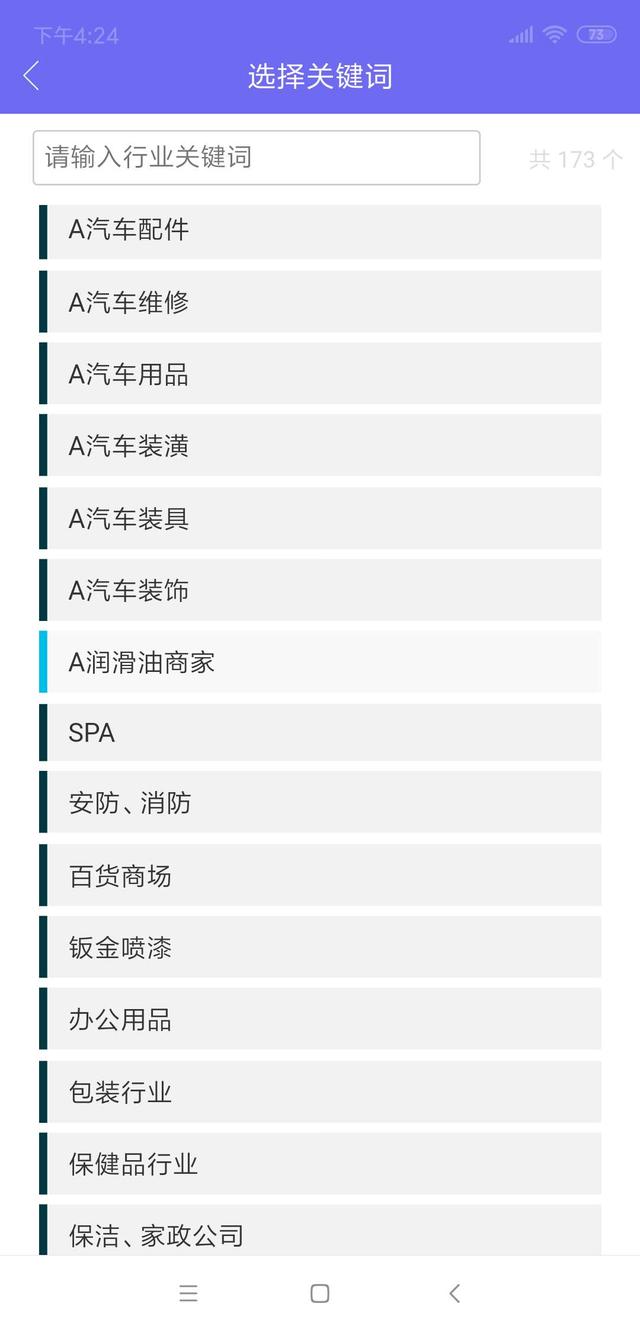 下午4:24
73
选择关键词
请输入行业关键词
共 173 个
A汽车配件
A汽车维修
A汽车用品
A汽车装潢
A汽车装具
A汽车装饰
A润滑油商家
SPA
安防、消防
百货商场
钣金喷漆
办公用品
包装行业
保健品行业
保洁、家政公司